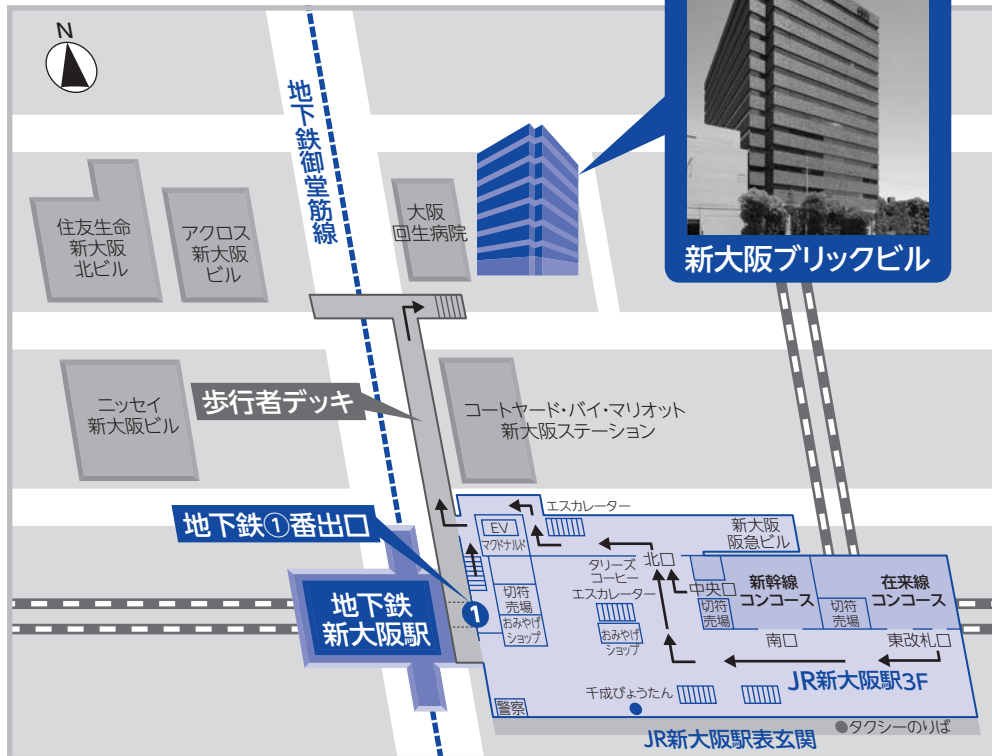 N
地下鉄御堂筋線
新大阪ブリックビル
住友生命
新大阪
北ビル
アクロス
新大阪
ビル
大阪
回生病院
ニッセイ
新大阪ビル
歩行者デッキ
コートヤード・バイ・マリオット
新大阪ステーション
地下鉄①番出口
エスカレーター
EV
マクドナルド
新大阪
阪急ビル
北口
タリーズ
コーヒー
エスカレーター
中央口
切符
売場
新幹線
コンコース
切符
売場
在来線
コンコース
地下鉄
新大阪駅
1
切符
売場
おみやげ
ショップ
おみやげ
ショップ
南口
東改札口
JR新大阪駅3F
千成びょうたん
警察
タクシーのりば
JR新大阪駅表玄関